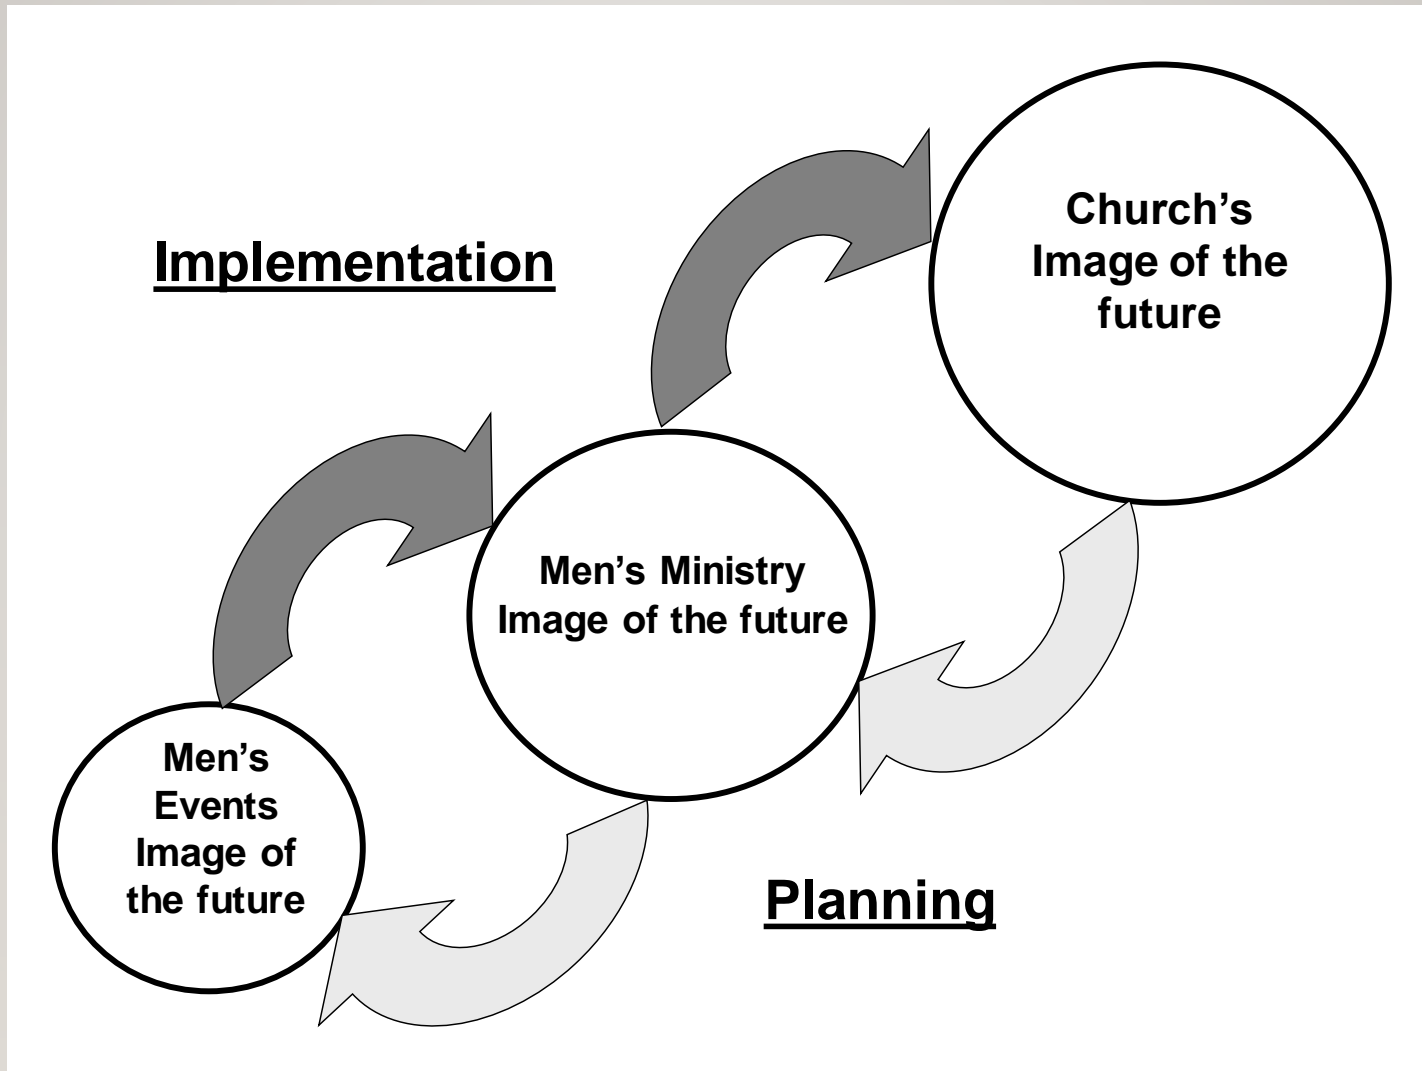 Implementation
Church’s
Image of the
future
Men’s Ministry
Image of the future
Men’s
Events
Image of
the future
Planning